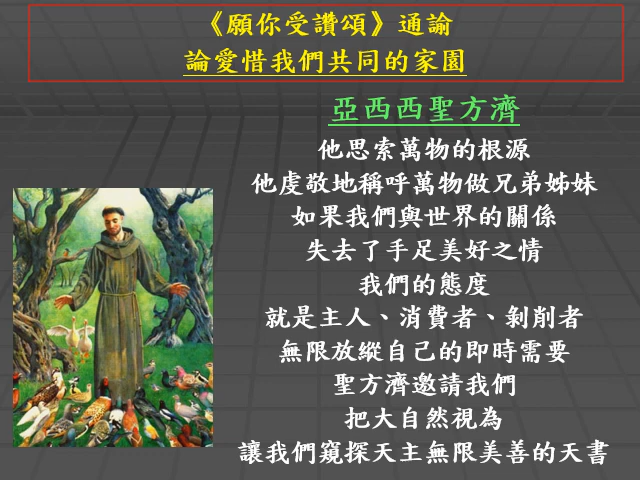 《願你受讚頌》通諭
論愛惜我們共同的家園
亞西西聖方濟
他思索萬物的根源
他虔敬地稱呼萬物做兄弟姊妹
如果我們與世界的關係
失去了手足美好之情
我們的態度
就是主人、消費者、剝削者
無限放縱自己的即時需要
聖方濟邀請我們
把大自然視為
讓我們窺探天主無限美善的天書